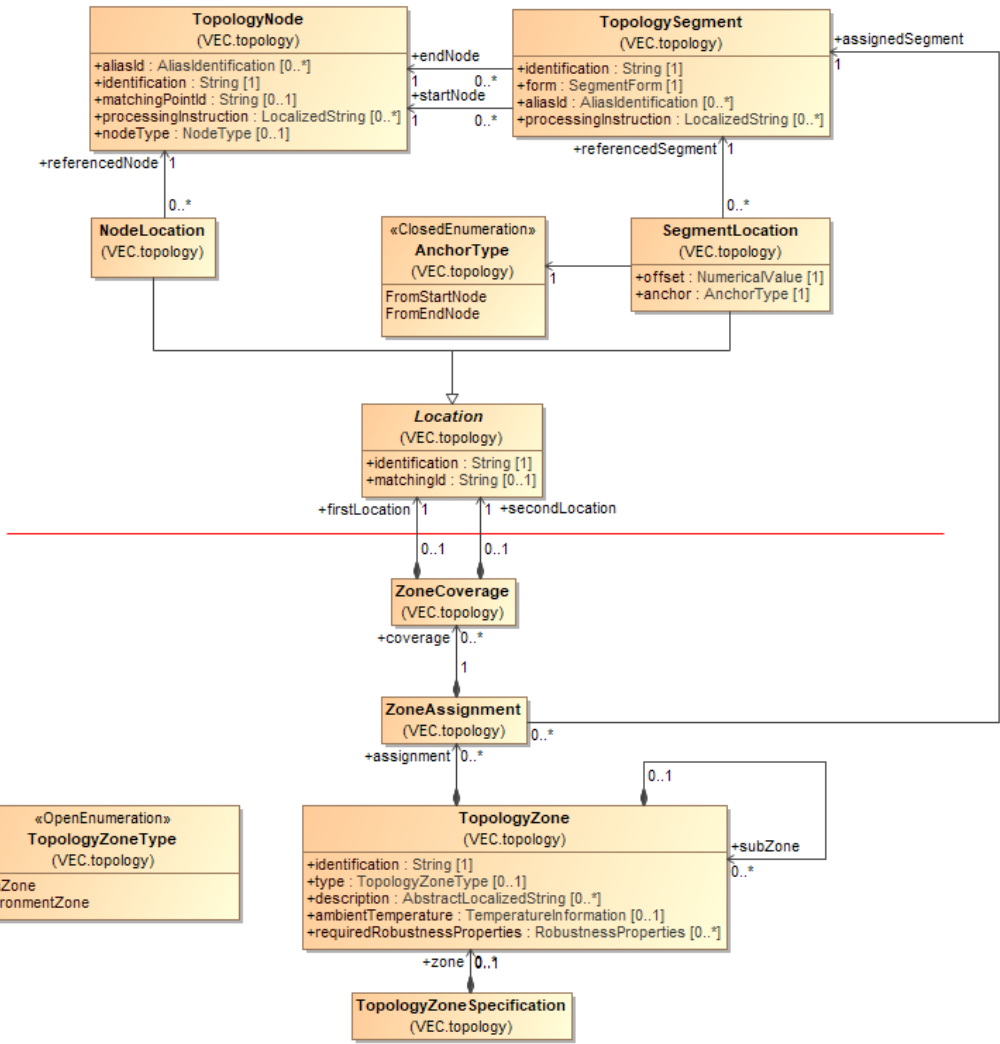 TopologyNode
(VEC.topology)
+aliasId : AliasIdentification [0..*]
+identification : String [1]
+matchingPointId : String [0..1]
+processingInstruction : LocalizedString [0..*]
+nodeType : NodeType [0..1]
TopologySegment
(VEC.topology)
+identification : String [1]
+form : SegmentForm [1]
+aliasId : AliasIdentification [0..*]
+processingInstruction : LocalizedString [0..*]
+endNode
1
0..*
+startNode
1
0..*
+assignedSegment
1
+referencedNode
1
0..*
+referencedSegment
1
0..*
NodeLocation
(VEC.topology)
«ClosedEnumeration»
AnchorType
(VEC.topology)
FromStartNode
FromEndNode
1
SegmentLocation
(VEC.topology)
+offset : NumericalValue [1]
+anchor : AnchorType [1]
Location
(VEC.topology)
+identification : String [1]
+matchingId : String [0..1]
+firstLocation
1
1
+secondLocation
0..1
0..1
ZoneCoverage
(VEC.topology)
+coverage
0..*
1
ZoneAssignment
(VEC.topology)
0..*
+assignment
0..*
0..1
+subZone
0..*
«OpenEnumeration»
TopologyZoneType
(VEC.topology)
Zone
ronmentZone
TopologyZone
(VEC.topology)
+identification : String [1]
+type : TopologyZoneType [0..1]
+description : AbstractLocalizedString [0..*]
+ambientTemperature : TemperatureInformation [0..1]
+requiredRobustnessProperties : RobustnessProperties [0..*]
+zone
TopologyZoneSpecification
(VEC.topology)